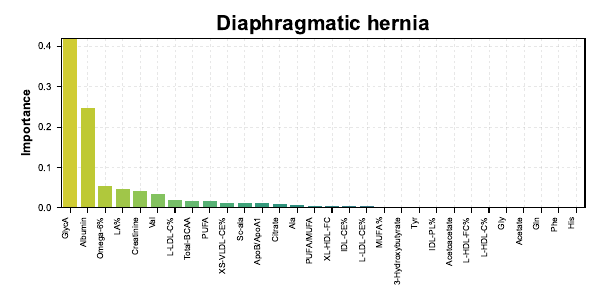 Diaphragmatic hernia
Importance
0.4
0.3
0.2
0.1
0.0
GlycA
Albumin
Omega-6%
LA%
Creatinine
Val
L-LDL-C%
Total-BCAA
PUFA
XS-VLDL-CE%
Sc-ala
ApoB/ApoA1
Citrate
Ala
PUFA/MUFA
XL-HDL-FC
IDL-CE%
L-LDL-CE%
MUFA%
3-Hydroxybutyrate
Tyr
IDL-PL%
Acetoacetate
L-HDL-FC%
L-HDL-C%
Gly
Acetate
Gln
Phe
His